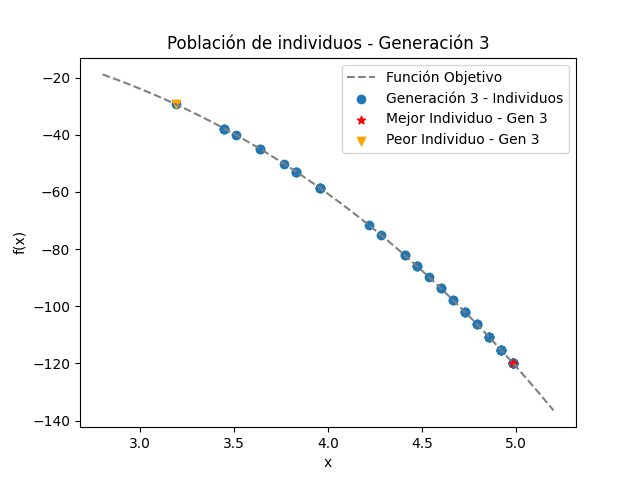 Población de individuos - Generación 3
Función Objetivo
Generación 3 - Individuos
Mejor Individuo - Gen 3
Peor Individuo - Gen 3
f(x)
−20
−40
−60
−80
−100
−120
−140
3.0 3.5 4.0 4.5 5.0
x